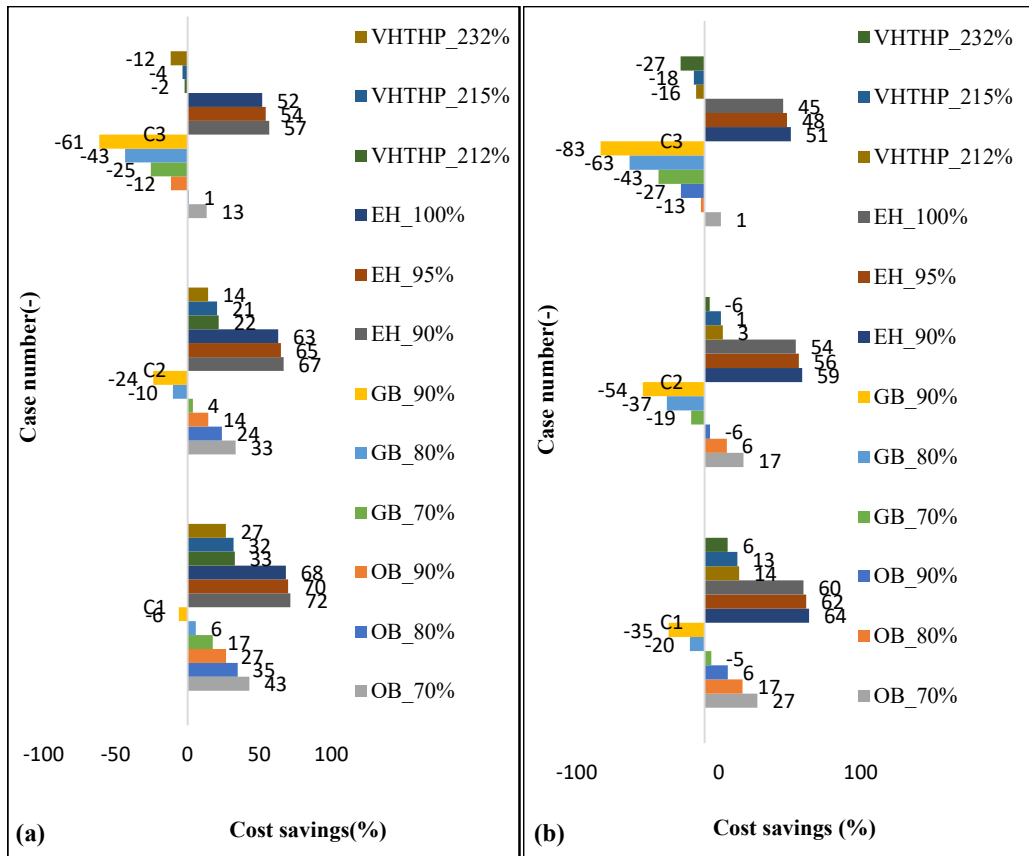 VHTHP_232%
VHTHP_215%
VHTHP_212%
EH_100%
EH_95%
EH_90%
GB_90%
GB_80%
GB_70%
OB_90%
OB_80%
OB_70%
Case number(-)
C3
-12
-4
-2
52
54
57
-61
-43
-25
-12
1
13
C2
14
21
22
63
65
67
-24
-10
4
14
24
33
C1
27
32
33
68
70
72
-6
6
17
27
35
43
-100 -50 0 50 100
Cost savings(%)
(a)
VHTHP_232%
VHTHP_215%
VHTHP_212%
EH_100%
EH_95%
EH_90%
GB_90%
GB_80%
GB_70%
OB_90%
OB_80%
OB_70%
Case number(-)
C3
-27
-18
-16
45
48
51
-83
-63
-43
-27
-13
1
C2
-6
1
3
54
56
59
-54
-37
-19
-6
6
17
C1
6
13
14
60
62
64
-35
-20
-5
6
17
27
-100 0 100
Cost savings (%)
(b)